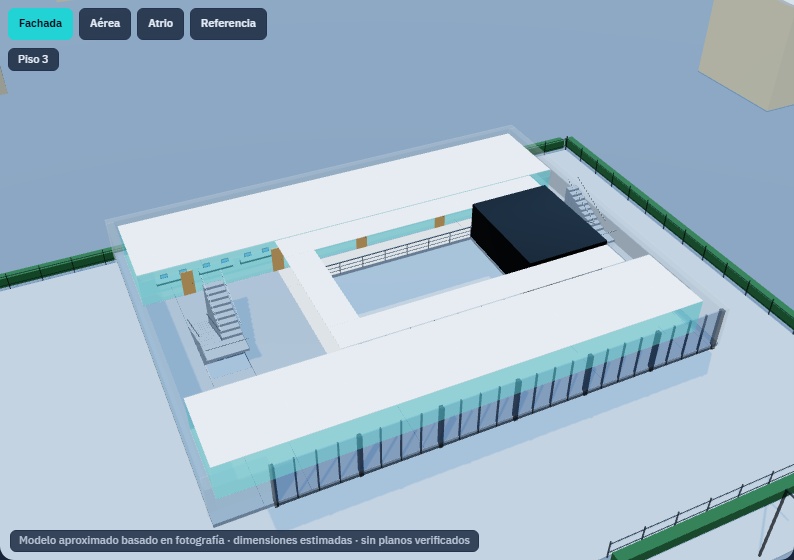 Fachada
Aérea
Atrio
Referencia
Piso 3
Modelo aproximado basado en fotografía · dimensiones estimadas · sin planos verificados